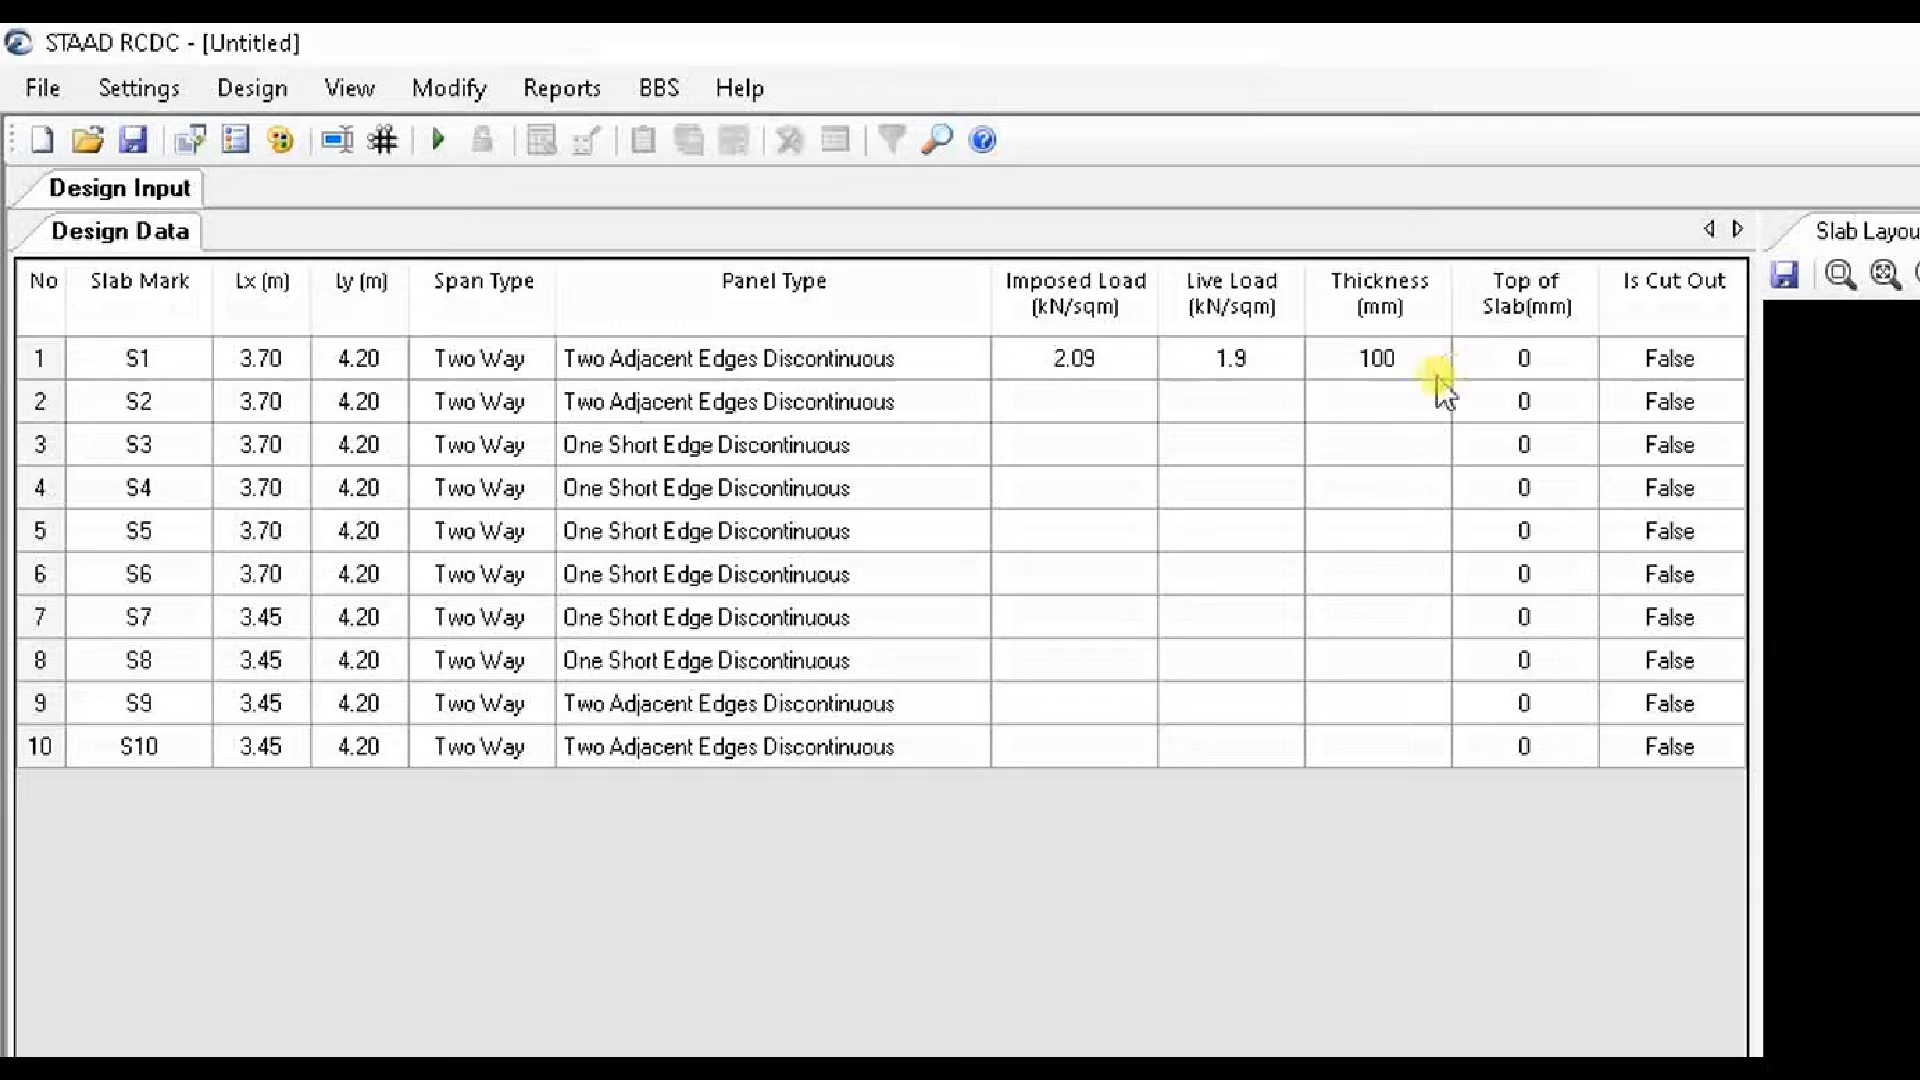 STAAD RCDC - [Untitled]
File Settings Design View Modify Reports BBS Help
Design Input
Design Data
Slab Layou
No Slab Mark Lx (m) Ly (m) Span Type Panel Type Imposed Load (kN/sqm) Live Load (kN/sqm) Thickness (mm) Top of Slab(mm) Is Cut Out
1 S1 3.70 4.20 Two Way Two Adjacent Edges Discontinuous 2.09 1.9 100 0 False
2 S2 3.70 4.20 Two Way Two Adjacent Edges Discontinuous 0 False
3 S3 3.70 4.20 Two Way One Short Edge Discontinuous 0 False
4 S4 3.70 4.20 Two Way One Short Edge Discontinuous 0 False
5 S5 3.70 4.20 Two Way One Short Edge Discontinuous 0 False
6 S6 3.70 4.20 Two Way One Short Edge Discontinuous 0 False
7 S7 3.45 4.20 Two Way One Short Edge Discontinuous 0 False
8 S8 3.45 4.20 Two Way One Short Edge Discontinuous 0 False
9 S9 3.45 4.20 Two Way Two Adjacent Edges Discontinuous 0 False
10 S10 3.45 4.20 Two Way Two Adjacent Edges Discontinuous 0 False